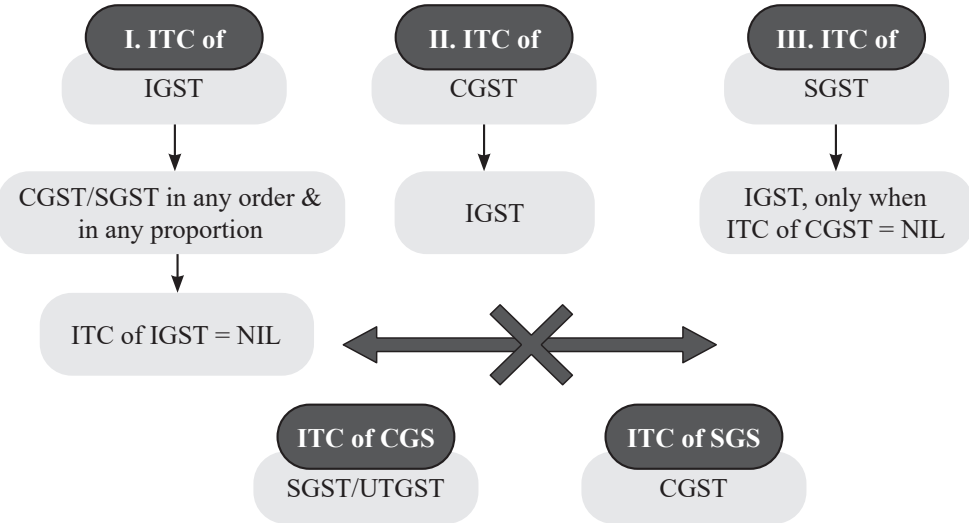 I. ITC of
IGST
II. ITC of
CGST
III. ITC of
SGST
CGST/SGST in any order &
in any proportion
IGST
IGST, only when
ITC of CGST = NIL
ITC of IGST = NIL
ITC of CGS
SGST/UTGST
ITC of SGS
CGST